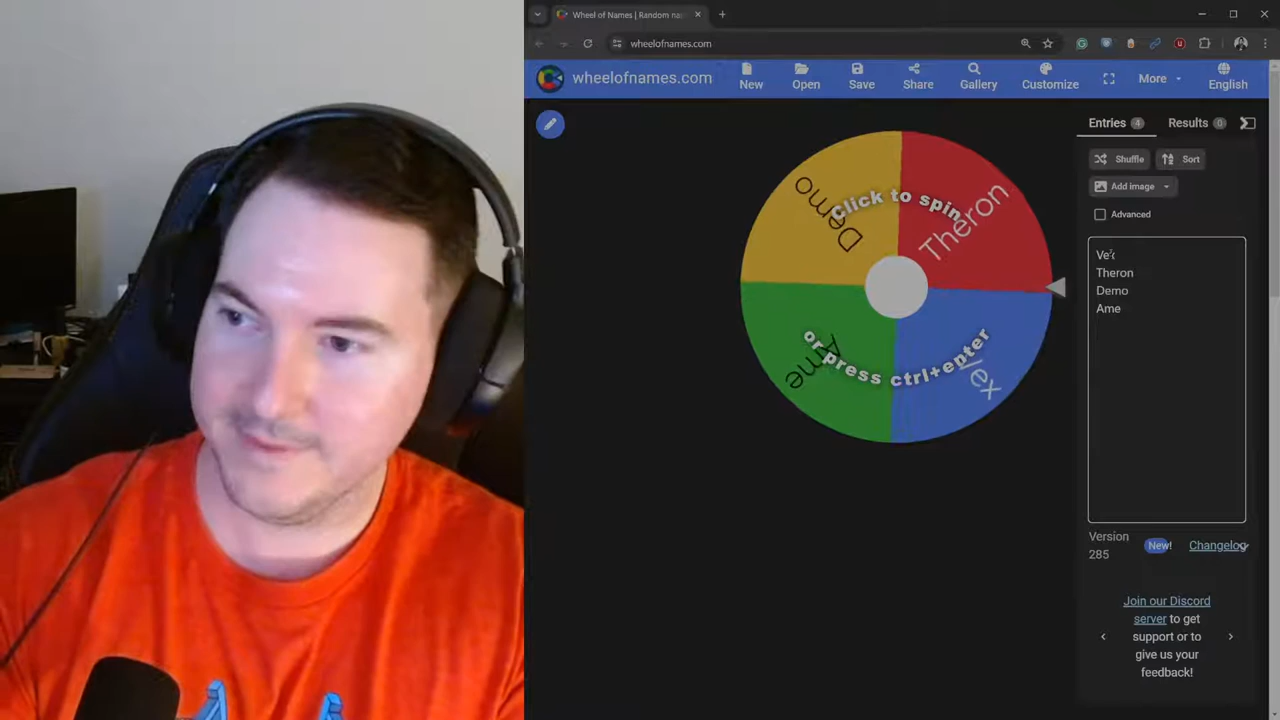 Wheel of Names | Random na
wheelofnames.com
wheelofnames.com
New
Open
Save
Share
Gallery
Customize
More
English
Entries 4
Results 0
Shuffle
Sort
Add image
Advanced
Vex
Theron
Demo
Ame
Demo
Theron
Click to spin
Ame
Vex
or press ctrl+enter
Version 285
New!
Changelog
Join our Discord
server to get
support or to
give us your
feedback!